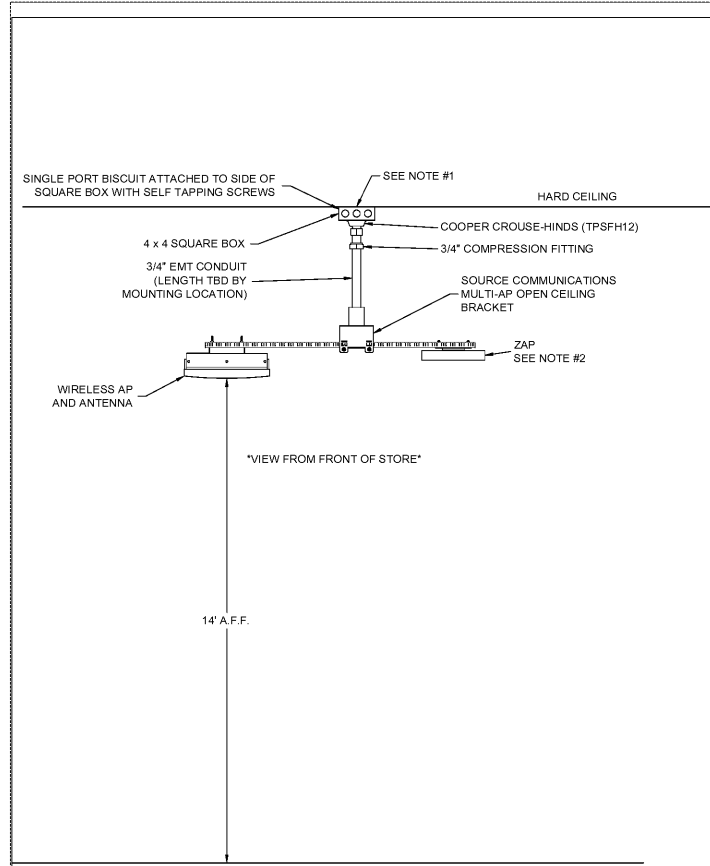 SINGLE PORT BISCUIT ATTACHED TO SIDE OF
SQUARE BOX WITH SELF TAPPING SCREWS
SEE NOTE #1
HARD CEILING
4 x 4 SQUARE BOX
COOPER CROUSE-HINDS (TPSFH12)
3/4" COMPRESSION FITTING
3/4" EMT CONDUIT
(LENGTH TBD BY
MOUNTING LOCATION)
SOURCE COMMUNICATIONS
MULTI-AP OPEN CEILING
BRACKET
ZAP
SEE NOTE #2
WIRELESS AP
AND ANTENNA
*VIEW FROM FRONT OF STORE*
14' A.F.F.